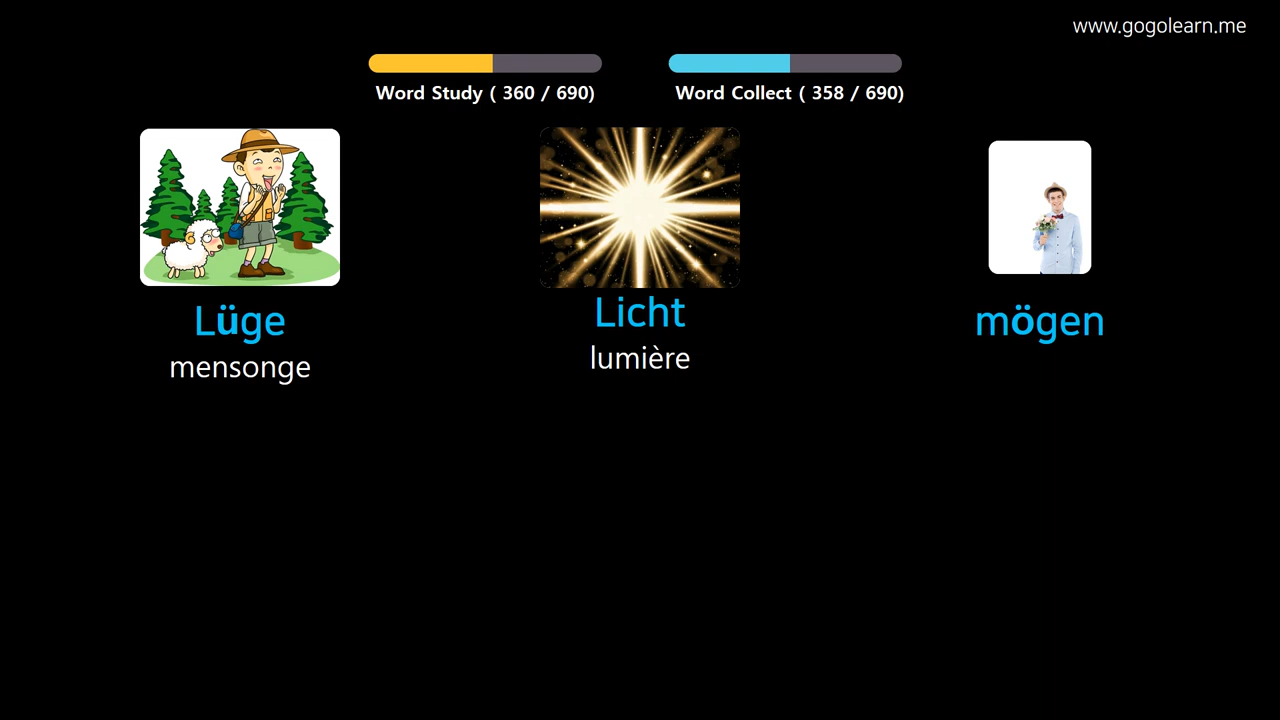 www.gogolearn.me
Word Study ( 360 / 690)
Word Collect ( 358 / 690)
Lüge
mensonge
Licht
lumière
mögen